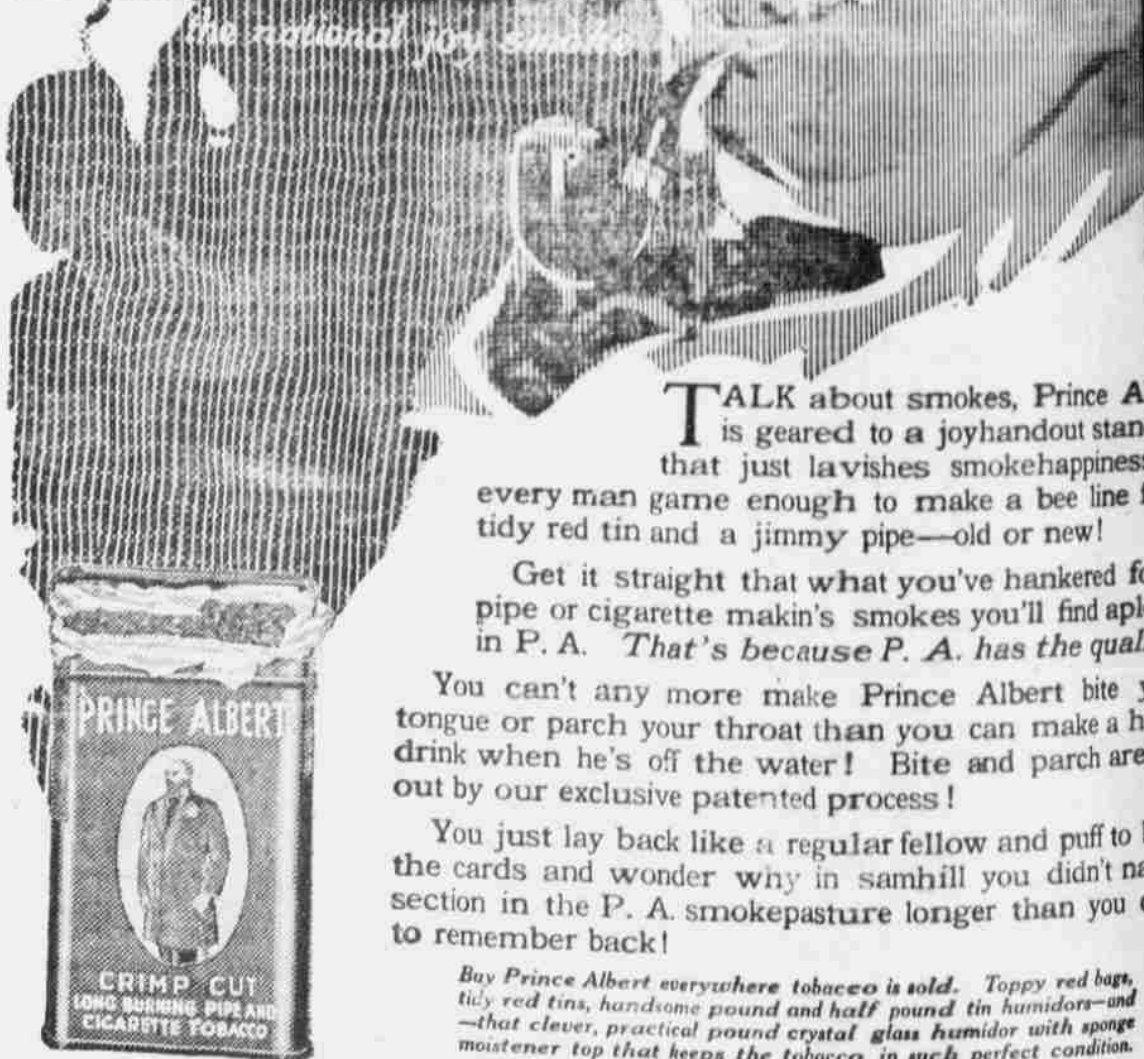 the national joy smoke
TALK about smokes, Prince A
is geared to a joyhandout stan
that just lavishes smokehappiness
every man game enough to make a bee line
tidy red tin and a jimmy pipe—old or new!
Get it straight that what you've hankered fo
pipe or cigarette makin's smokes you'll find apl
in P. A. That's because P. A. has the qual
You can't any more make Prince Albert bite y
tongue or parch your throat than you can make a h
drink when he's off the water! Bite and parch are
out by our exclusive patented process!
You just lay back like a regular fellow and puff to
the cards and wonder why in samhill you didn't na
section in the P. A. smokepasture longer than you
to remember back!
Buy Prince Albert everywhere tobacco is sold. Toppy red bags,
tidy red tins, handsome pound and half pound tin humidors—and
—that clever, practical pound crystal glass humidor with sponge
moistener top that keeps the tobacco in such perfect condition.
PRINCE ALBERT
CRIMP CUT
LONG BURNING PIPE AND
CIGARETTE TOBACCO